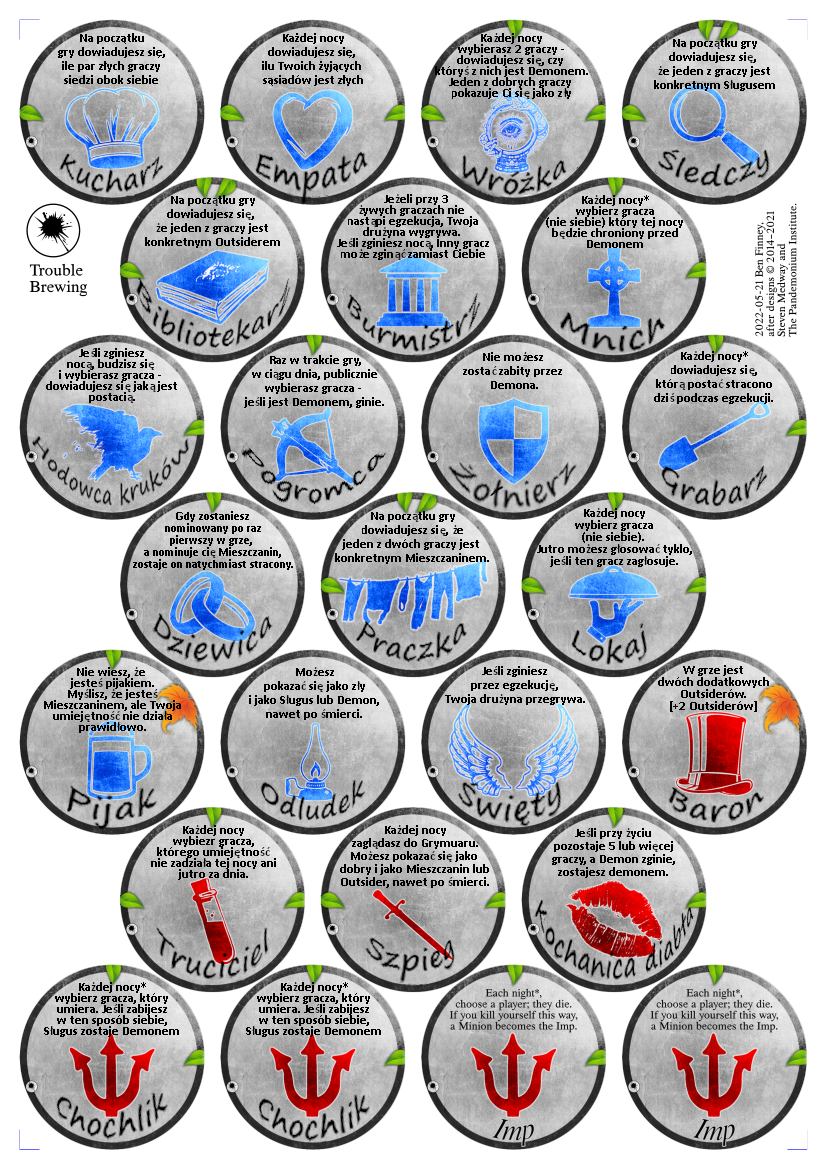 Na początku
gry dowiadujesz się,
ile par złych graczy
siedzi obok siebie
Kucharz
Każdej nocy
dowiadujesz się,
ilu Twoich żyjących
sąsiadów jest złych
Empata
Każdej nocy
wybierasz 2 graczy -
dowiadujesz się, czy
któryś z nich jest Demonem.
Jeden z dobrych graczy
pokazuje Ci się jako zły
Wróżka
Na początku gry
dowiadujesz się,
że jeden z graczy jest
konkretnym Slugusem
Śledczy
Trouble
Brewing
Na początku gry
dowiadujesz się,
że jeden z graczy jest
konkretnym Outsiderem
Bibliotekarz
Jeżeli przy 3
żywych graczach nie
nastąpi egzekucja, Twoja
drużyna wygrywa.
Jeśli zginiesz nocą, inny gracz
może zginąć zamiast Ciebie
Burmistrz
Każdej nocy*
wybierz gracza
(nie siebie) który tej nocy
będzie chroniony przed
Demonem
Mnich
2022-05-21 Ben Finney,
after designs © 2014–2021
Steven Medway and
The Pandemonium Institute.
Jeśli zginiesz
nocą, budzisz się
i wybierasz gracza -
dowiadujesz się jaką jest
postacią.
Hodowca kruków
Raz w trakcie gry,
w ciągu dnia, publicznie
wybierasz gracza -
jeśli jest Demonem, ginie.
Pogromca
Nie możesz
zostać zabity przez
Demona.
Żołnierz
Każdej nocy*
dowiadujesz się,
którą postać stracono
dziś podczas egzekucji.
Grabarz
Gdy zostaniesz
nominowany po raz
pierwszy w grze,
a nominuje cię Mieszczanin,
zostaje on natychmiast stracony.
Dziewica
Na początku gry
dowiadujesz się, że
jeden z dwóch graczy jest
konkretnym Mieszczaninem.
Praczka
Każdej nocy
wybierz gracza
(nie siebie).
Jutro możesz głosować tyklo,
jeśli ten gracz zagłosuje.
Lokaj
Nie wiesz, że
jesteś pijakiem.
Myślisz, że jesteś
Mieszczaninem, ale Twoja
umiejętność nie działa
prawidłowo.
Pijak
Możesz
pokazać się jako zły
i jako Sługus lub Demon,
nawet po śmierci.
Odludek
Jeśli zginiesz
przez egzekucję,
Twoja drużyna przegrywa.
Święty
W grze jest
dwóch dodatkowych
Outsiderów.
[+2 Outsiderów]
Baron
Każdej nocy
wybiezr gracza,
którego umiejętność
nie zadziała tej nocy ani
jutro za dnia.
Truciciel
Każdej nocy
zaglądasz do Grymuaru.
Możesz pokazać się jako
dobry i jako Mieszczanin lub
Outsider, nawet po śmierci.
Szpieg
Jeśli przy życiu
pozostaje 5 lub więcej
graczy, a Demon zginie,
zostajesz demonem.
Kochanica diabła
Każdej nocy*
wybierz gracza, który
umiera. Jeśli zabijesz
w ten sposób siebie,
Sługus zostaje Demonem
Chochlik
Każdej nocy*
wybierz gracza, który
umiera. Jeśli zabijesz
w ten sposób siebie,
Sługus zostaje Demonem
Chochlik
Each night*,
choose a player; they die.
If you kill yourself this way,
a Minion becomes the Imp.
Imp
Each night*,
choose a player; they die.
If you kill yourself this way,
a Minion becomes the Imp.
Imp